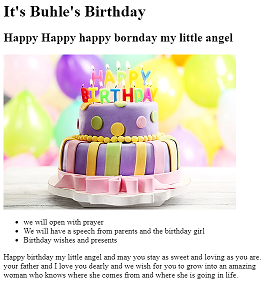 It's Buhle's Birthday
Happy Happy happy bornday my little angel
HAPPY
BIRTHDAY
we will open with prayer
We will have a speech from parents and the birthday girl
Birthday wishes and presents
Happy birthday my little angel and may you stay as sweet and loving as you are.
your father and I love you dearly and we wish for you to grow into an amazing
woman who knows where she comes from and where she is going in life.